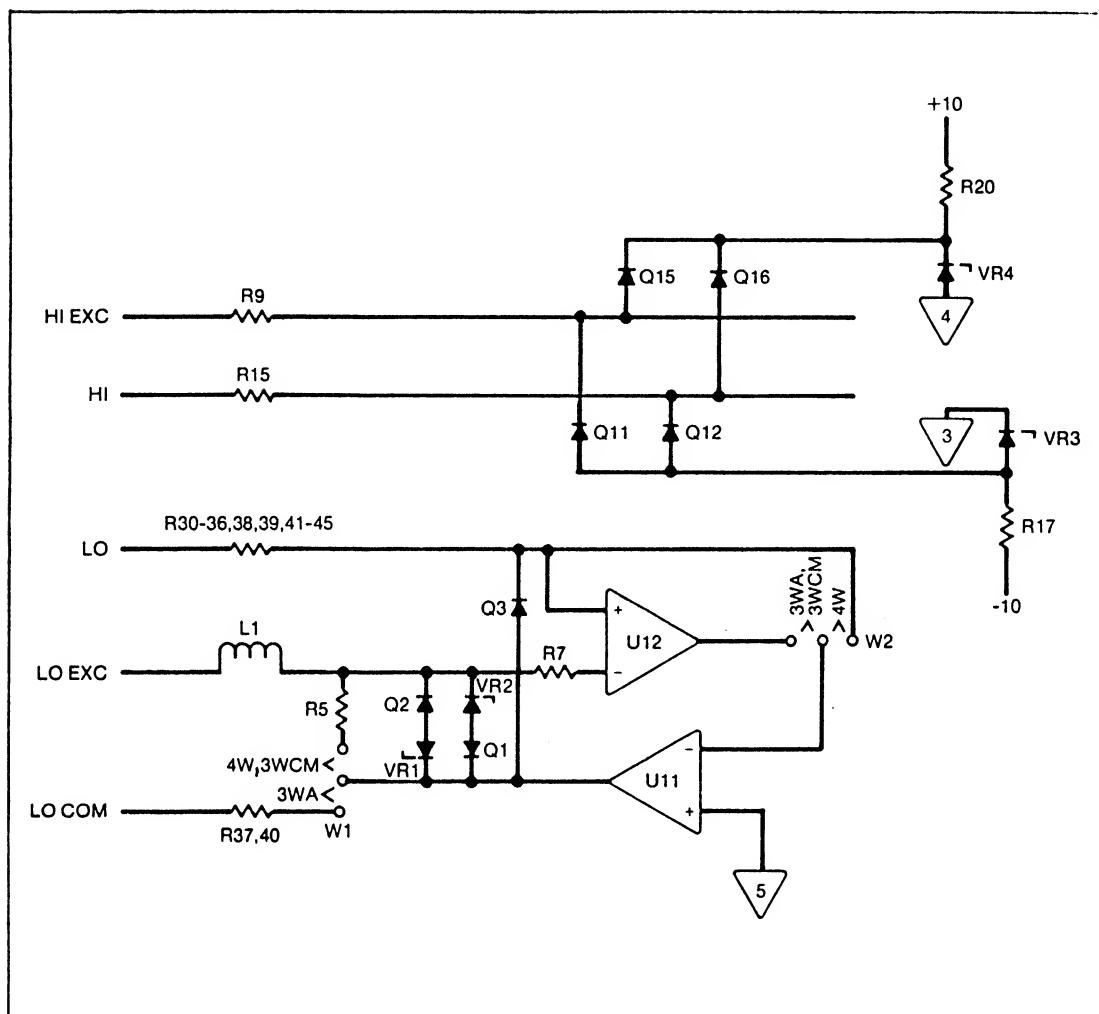 +10
R20
Q15
Q16
VR4
R9
HI EXC
4
R15
HI
3
Q11
Q12
VR3
R30-36,38,39,41-45
R17
LO
3WA,
3WCM
4W
-10
Q3
+
U12
W2
L1
R7
-
LO EXC
VR2
R5
Q2
-
4W,3WCM
VR1
Q1
U11
3WA
+
LO COM
W1
R37,40
5